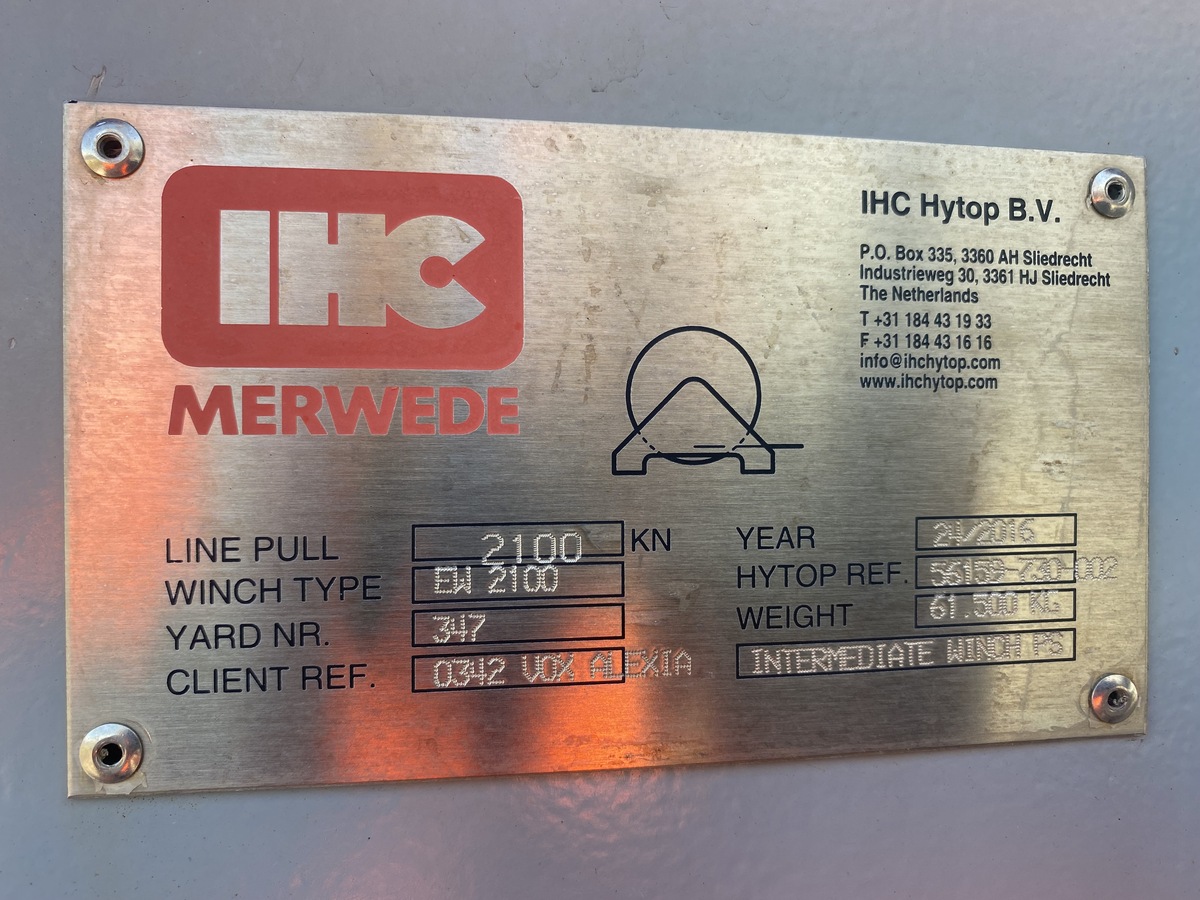 IHC
MERWEDE
IHC Hytop B.V.
P.O. Box 335, 3360 AH Sliedrecht
Industrieweg 30, 3361 HJ Sliedrecht
The Netherlands
T +31 184 43 19 33
F +31 184 43 16 16
info@ihchytop.com
www.ihchytop.com
LINE PULL 2100 KN
WINCH TYPE EW 2100
YARD NR. 347
CLIENT REF. 0342 VOX ALEXIA
YEAR 24/2016
HYTOP REF. 56159-730-002
WEIGHT 61.500 KG
INTERMEDIATE WINCH PS